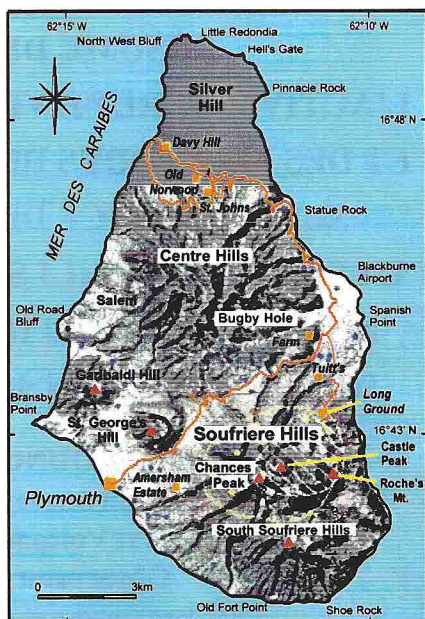 62°15'
62°10'
North West Bluff
Little Redondia
Hell's Gate
Silver Hill
Pinnacle Rock
16°48' N
MER DES CARAIBES
Davy Hill
Old Norwood
St. Johns
Statue Rock
Centre Hills
Blackburne Airport
Salem
Bugby Hole
Spanish Point
Old Road Bluff
Farm
Garibaldi Hill
Tuitt's
Long Ground
Bransby Point
St. George's Hill
16°43' N
Soufriere Hills
Castle Peak
Chances Peak
Plymouth
Amersham Estate
Roche's Mt.
South Soufriere Hills
0
3km
Old Fort Point
Shoe Rock